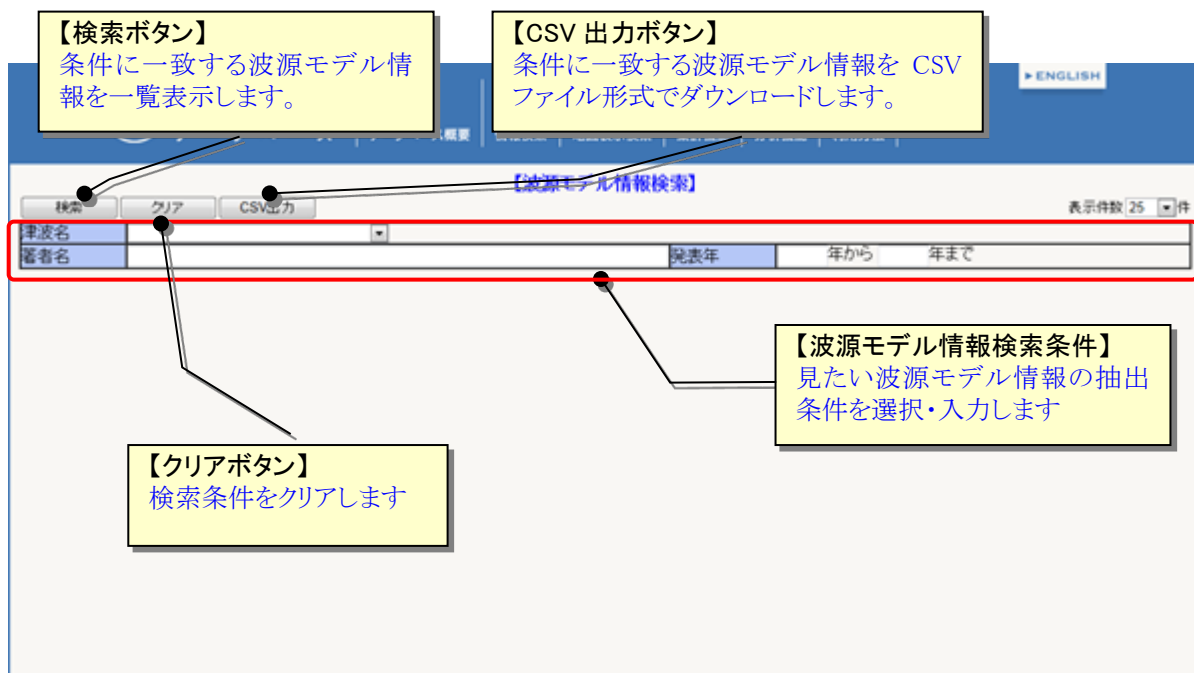 【検索ボタン】
条件に一致する波源モデル情
報を一覧表示します。
【CSV 出力ボタン】
条件に一致する波源モデル情報を CSV
ファイル形式でダウンロードします。
ENGLISH
概要
【波源モデル情報検索】
検索 クリア CSV出力
表示件数 25 件
津波名
著者名 発表年 年から 年まで
【波源モデル情報検索条件】
見たい波源モデル情報の抽出
条件を選択・入力します
【クリアボタン】
検索条件をクリアします